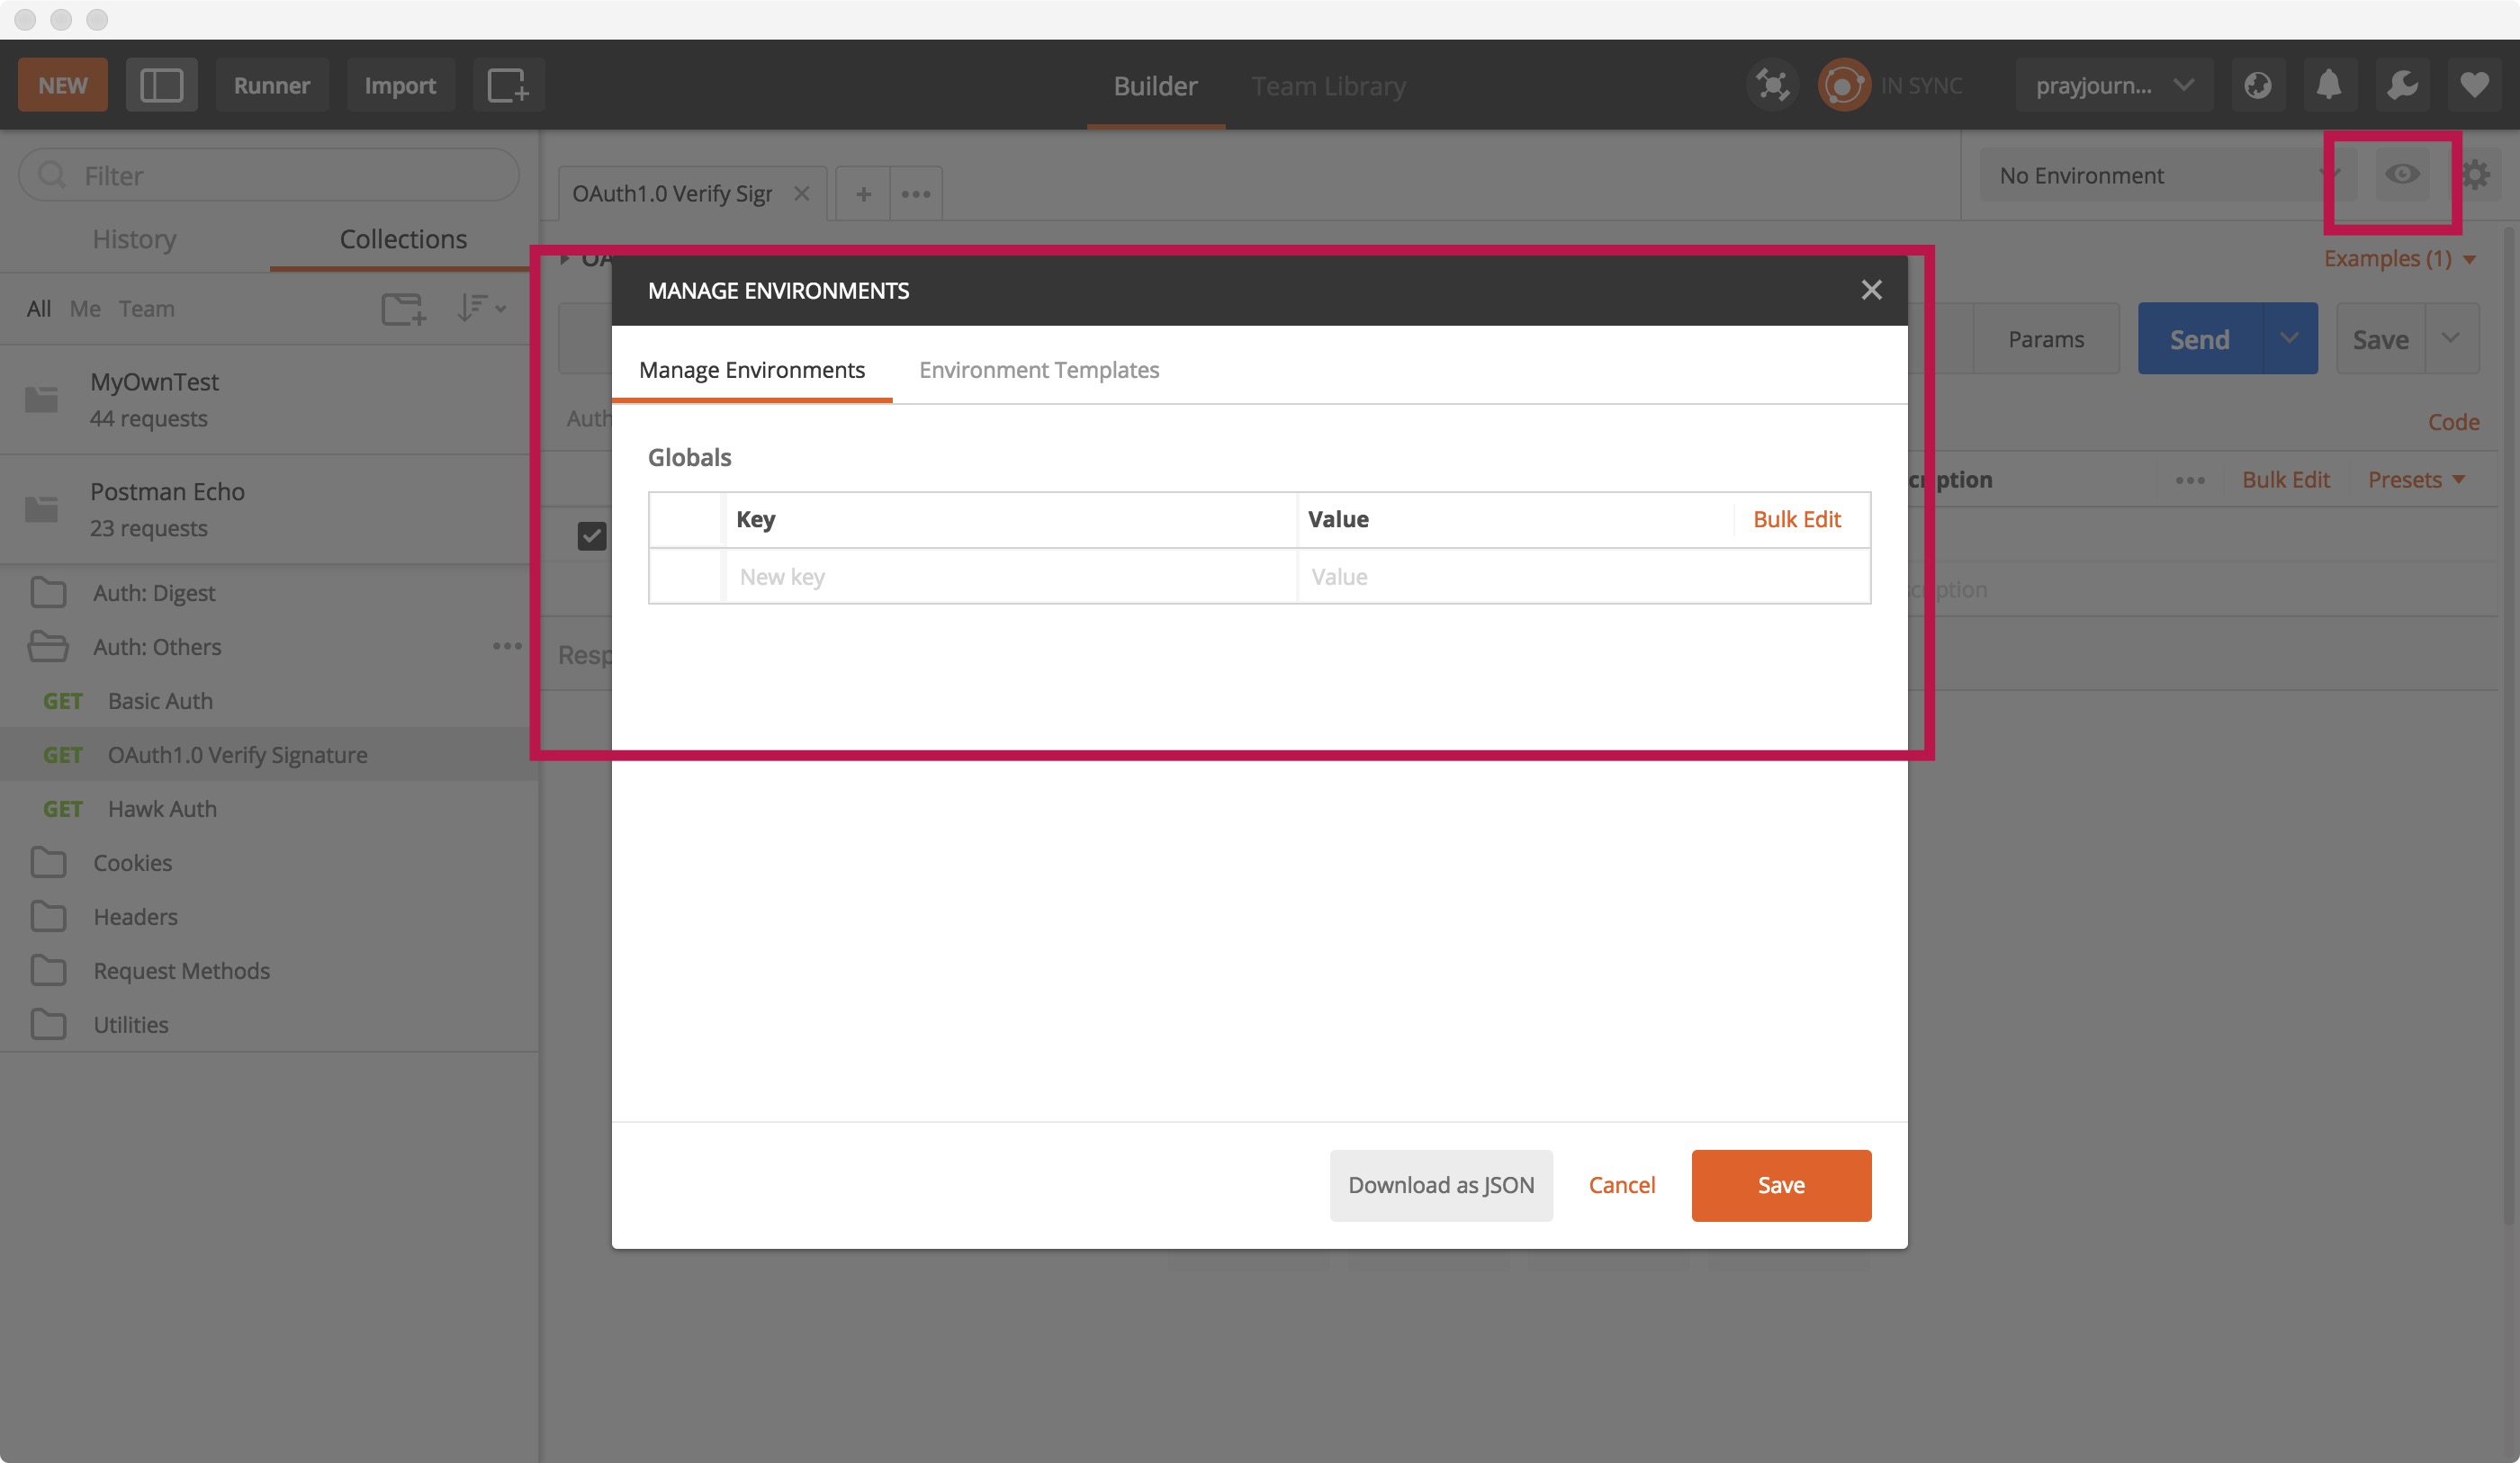 NEW Runner Import Builder Team Library IN SYNC prayjourn...
Filter
History Collections
All Me Team
MyOwnTest
44 requests
Postman Echo
23 requests
Auth: Digest
Auth: Others
GET Basic Auth
GET OAuth1.0 Verify Signature
GET Hawk Auth
Cookies
Headers
Request Methods
Utilities
OAuth1.0 Verify Sigr
No Environment
Examples (1)
Params Send Save
Auth
Code
Bulk Edit Presets
Resp
MANAGE ENVIRONMENTS
Manage Environments Environment Templates
Globals
Key Value Bulk Edit
New key Value
Download as JSON Cancel Save